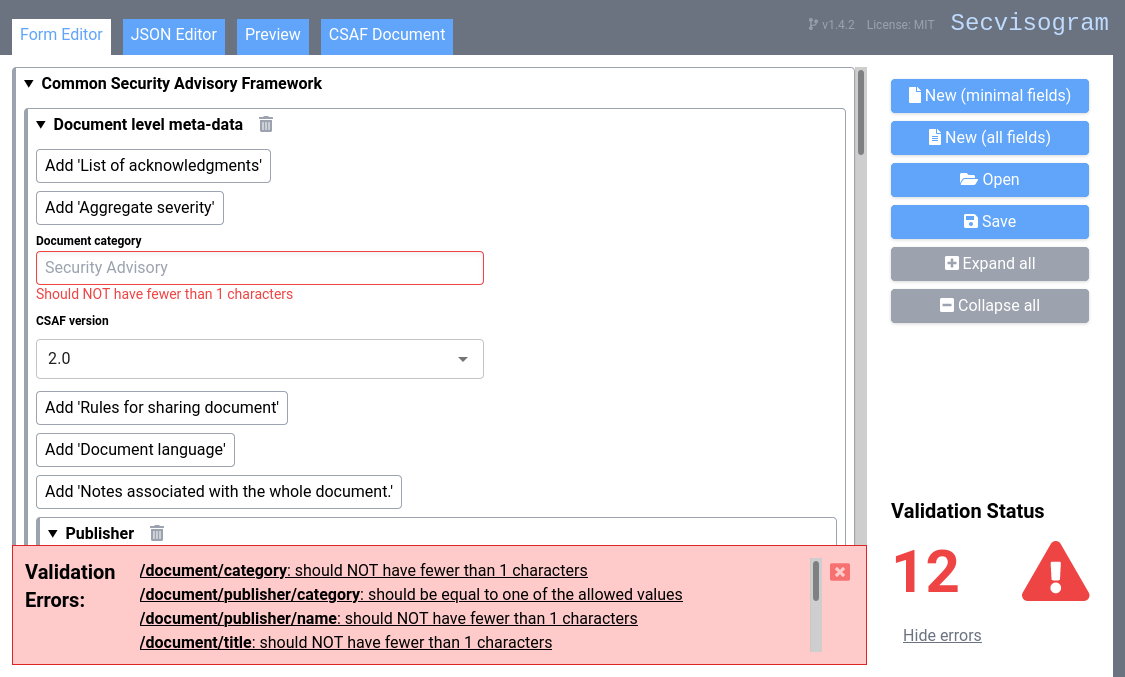 Form Editor
JSON Editor
Preview
CSAF Document
v1.4.2
License: MIT
Secvisogram
Common Security Advisory Framework
Document level meta-data
Add 'List of acknowledgments'
Add 'Aggregate severity'
Document category
Security Advisory
Should NOT have fewer than 1 characters
CSAF version
2.0
Add 'Rules for sharing document'
Add 'Document language'
Add 'Notes associated with the whole document.'
Publisher
New (minimal fields)
New (all fields)
Open
Save
Expand all
Collapse all
Validation Errors:
/document/category: should NOT have fewer than 1 characters
/document/publisher/category: should be equal to one of the allowed values
/document/publisher/name: should NOT have fewer than 1 characters
/document/title: should NOT have fewer than 1 characters
Validation Status
12
Hide errors